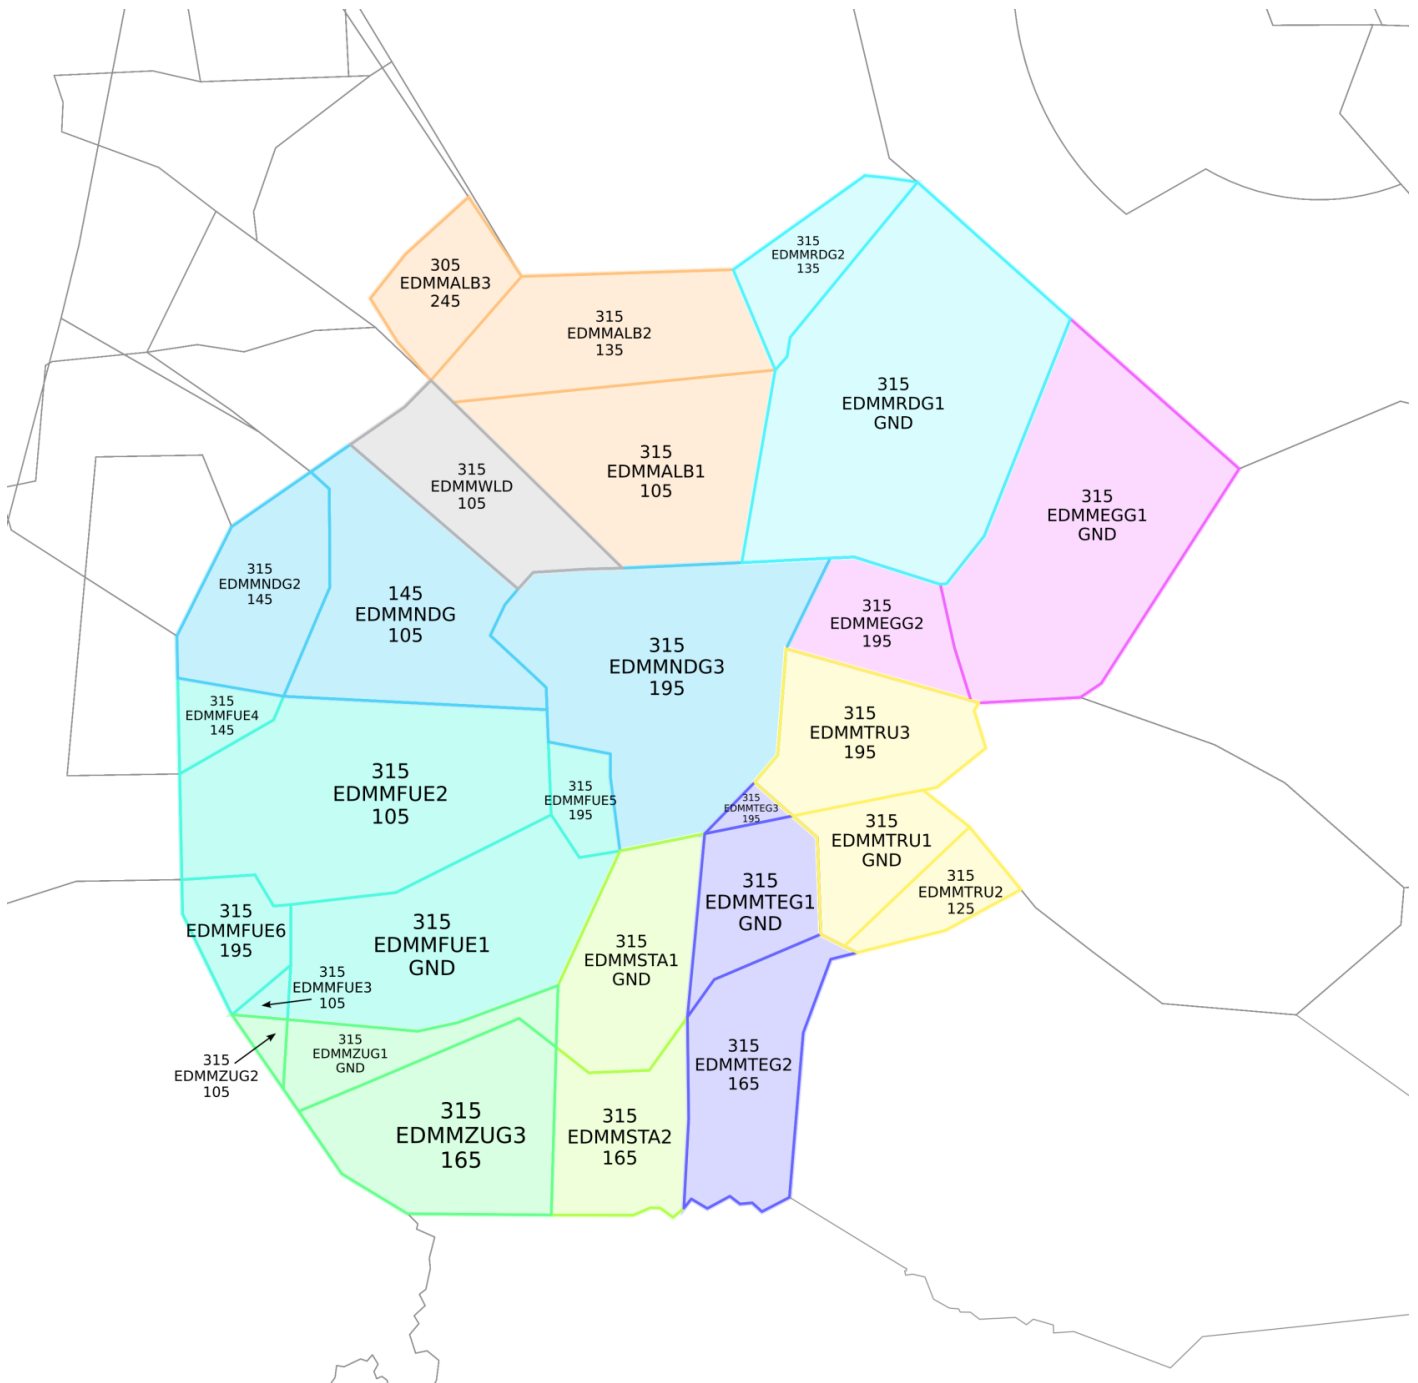 315
EDMMRDG2
135
305
EDMMALB3
245
315
EDMMALB2
135
315
EDMMRDG1
GND
315
EDMMALB1
105
315
EDMMWLD
105
315
EDMMEGG1
GND
315
EDMMNDG2
145
145
EDMMNDG
105
315
EDMMEGG2
195
315
EDMMNDG3
195
315
EDMMFUE4
145
315
EDMMTRU3
195
315
EDMMFUE2
105
315
EDMMFUE5
195
315
EDMMTEG3
195
315
EDMMTRU1
GND
315
EDMMTRU2
125
315
EDMMTEG1
GND
315
EDMMFUE6
195
315
EDMMFUE1
GND
315
EDMMSTA1
GND
315
EDMMFUE3
105
315
EDMMZUG1
GND
315
EDMMZUG2
105
315
EDMMTEG2
165
315
EDMMZUG3
165
315
EDMMSTA2
165